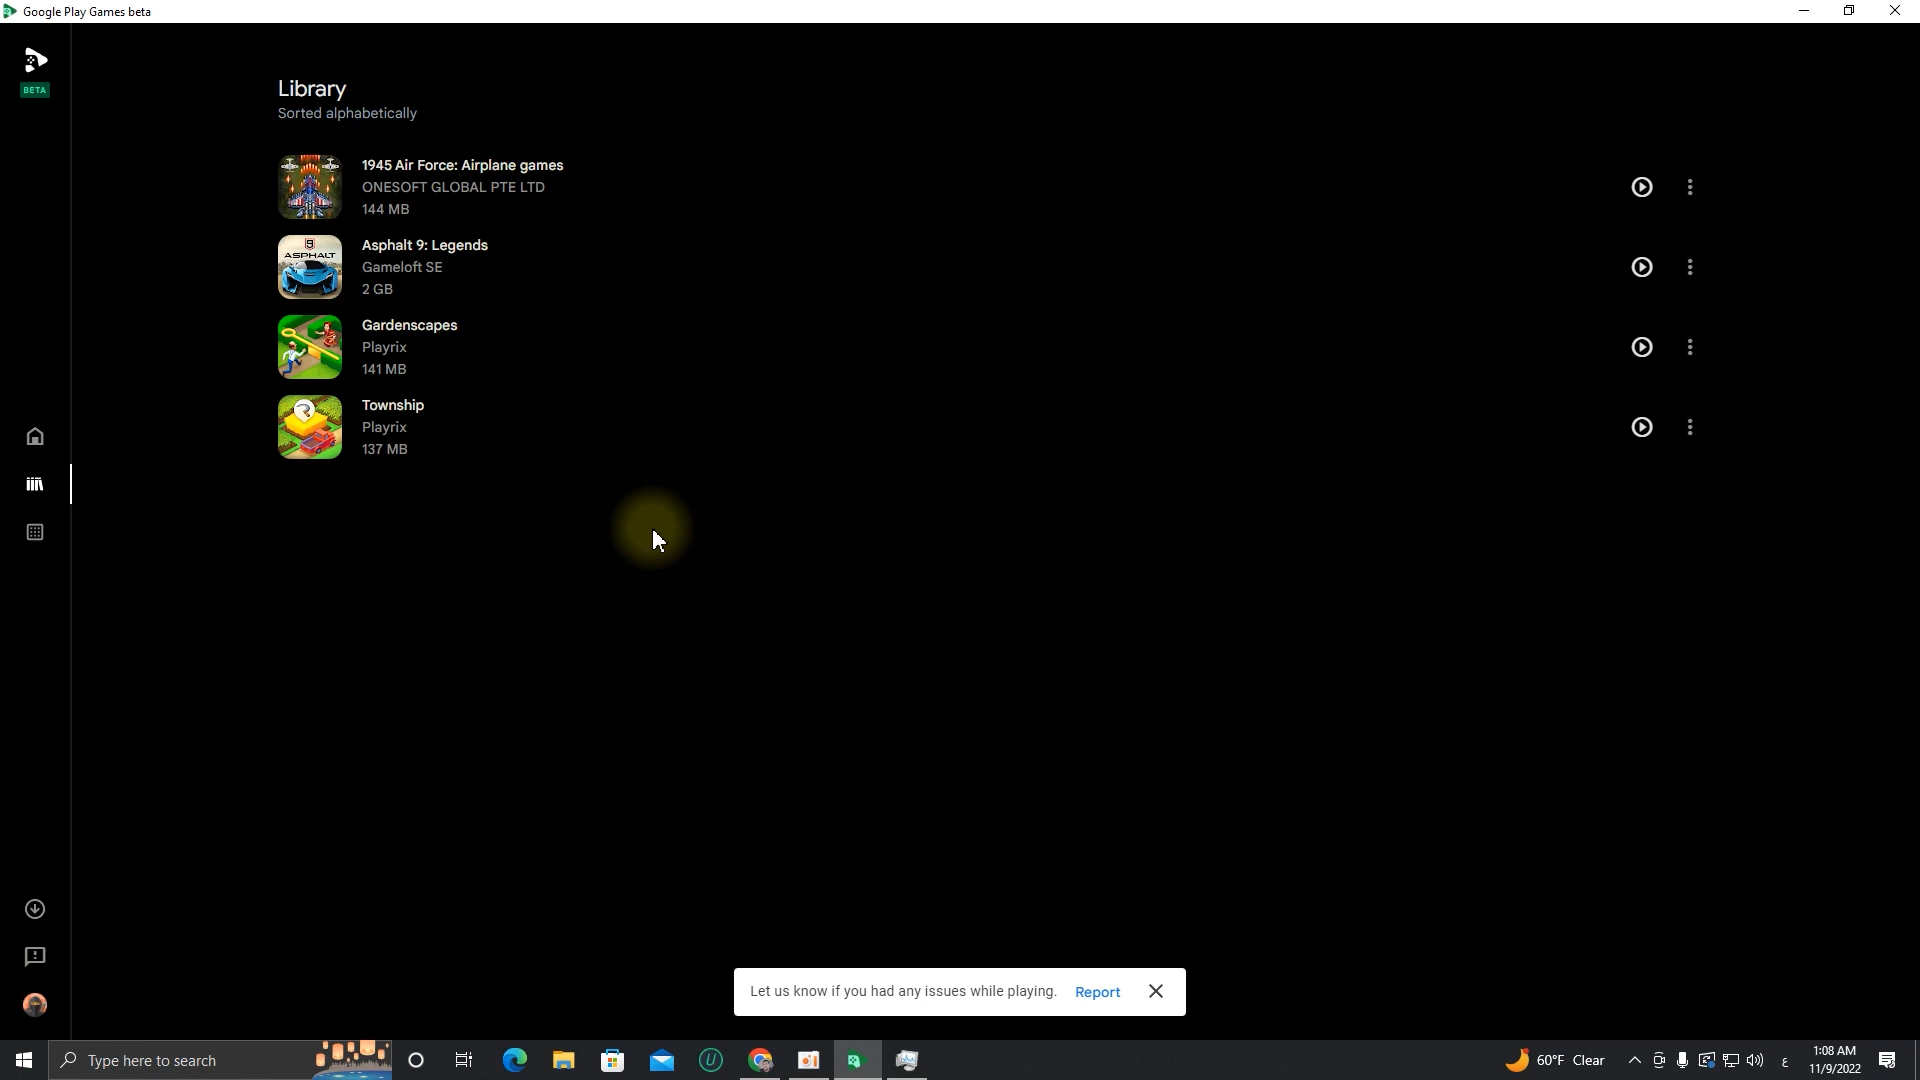 Google Play Games beta
BETA
Library
Sorted alphabetically
1945 Air Force: Airplane games
ONESOFT GLOBAL PTE LTD
144 MB
9
ASPHALT
Asphalt 9: Legends
Gameloft SE
2 GB
Gardenscapes
Playrix
141 MB
Township
Playrix
137 MB
Let us know if you had any issues while playing. Report
Type here to search
60°F Clear
ع
1:08 AM
11/9/2022